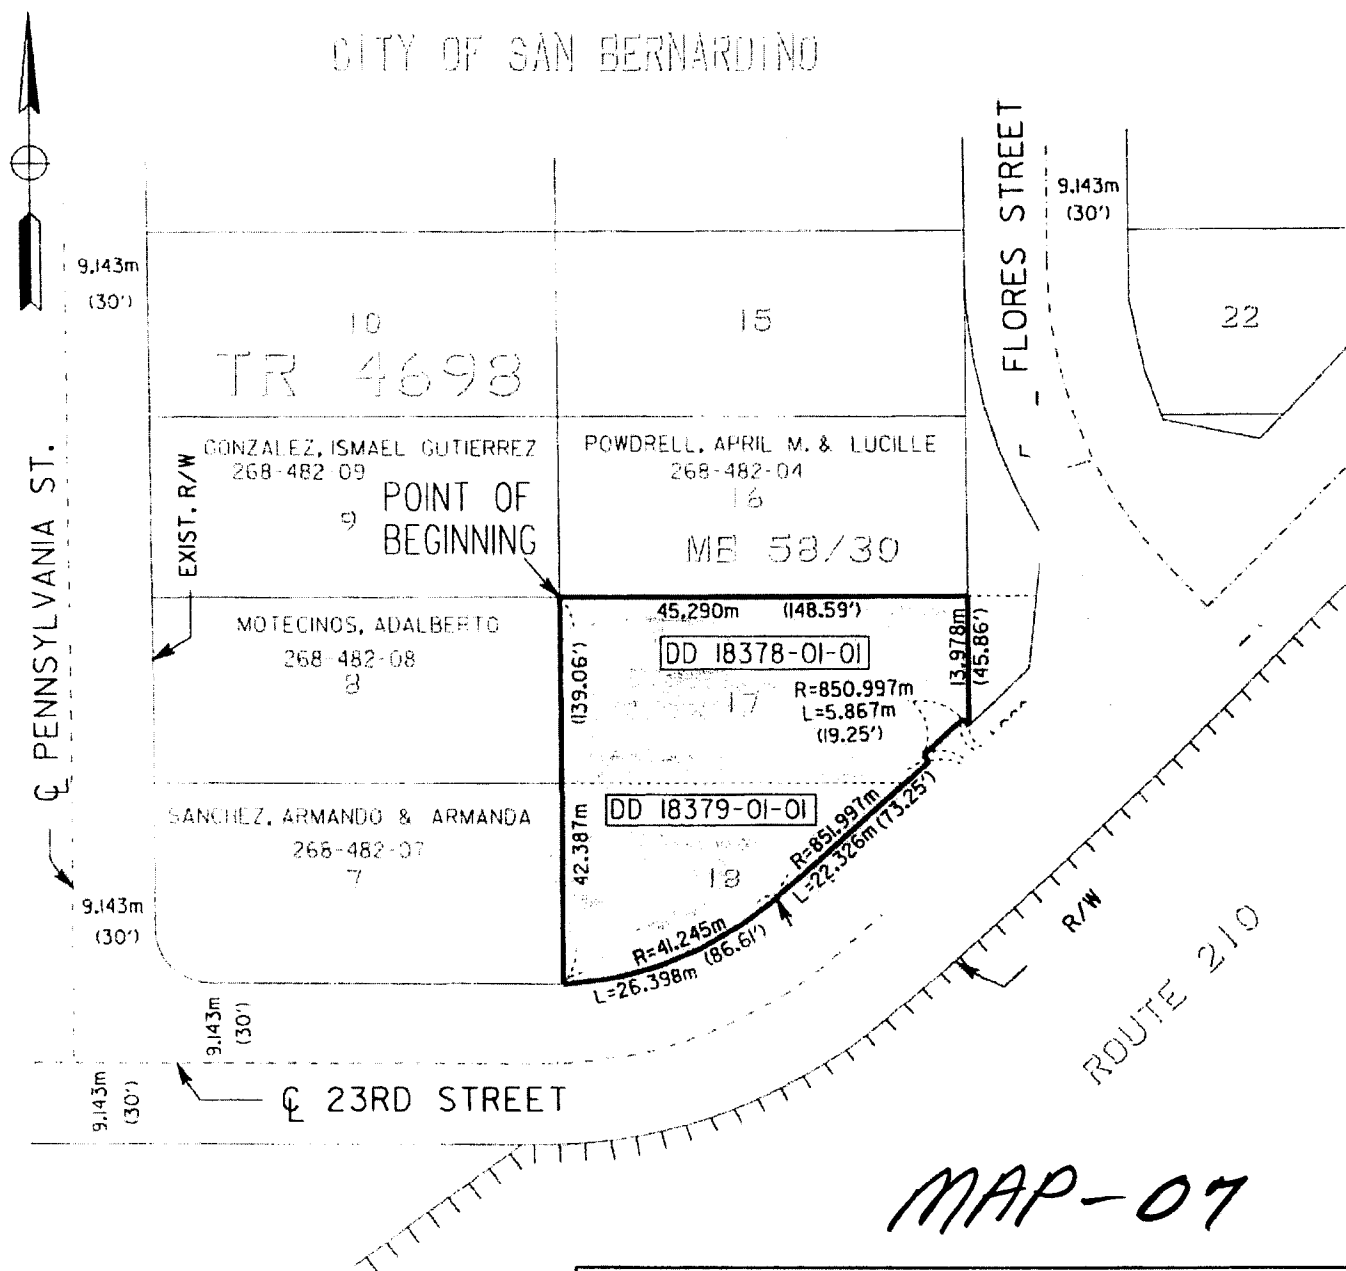 CITY OF SAN BERNARDINO
FLORES STREET
9.143m
(30')
9.143m
(30')
10
15
22
TR 4698
GONZALEZ, ISMAEL GUTIERREZ
268-482-09
9
POWDRELL, APRIL M. & LUCILLE
268-482-04
16
MB 58/30
POINT OF
BEGINNING
EXIST. R/W
℄ PENNSYLVANIA ST.
MOTECINOS, ADALBERTO
268-482-08
8
45.290m (148.59')
DD 18378-01-01
13.978m
(45.86')
(139.06')
42.387m
17
R=850.997m
L=5.867m
(19.25')
SANCHEZ, ARMANDO & ARMANDA
268-482-07
7
DD 18379-01-01
18
R=851.997m
L=22.326m (73.25')
R=41.245m
L=26.398m (86.61')
9.143m
(30')
9.143m
(30')
9.143m
(30')
℄ 23RD STREET
R/W
ROUTE 210
MAP-07